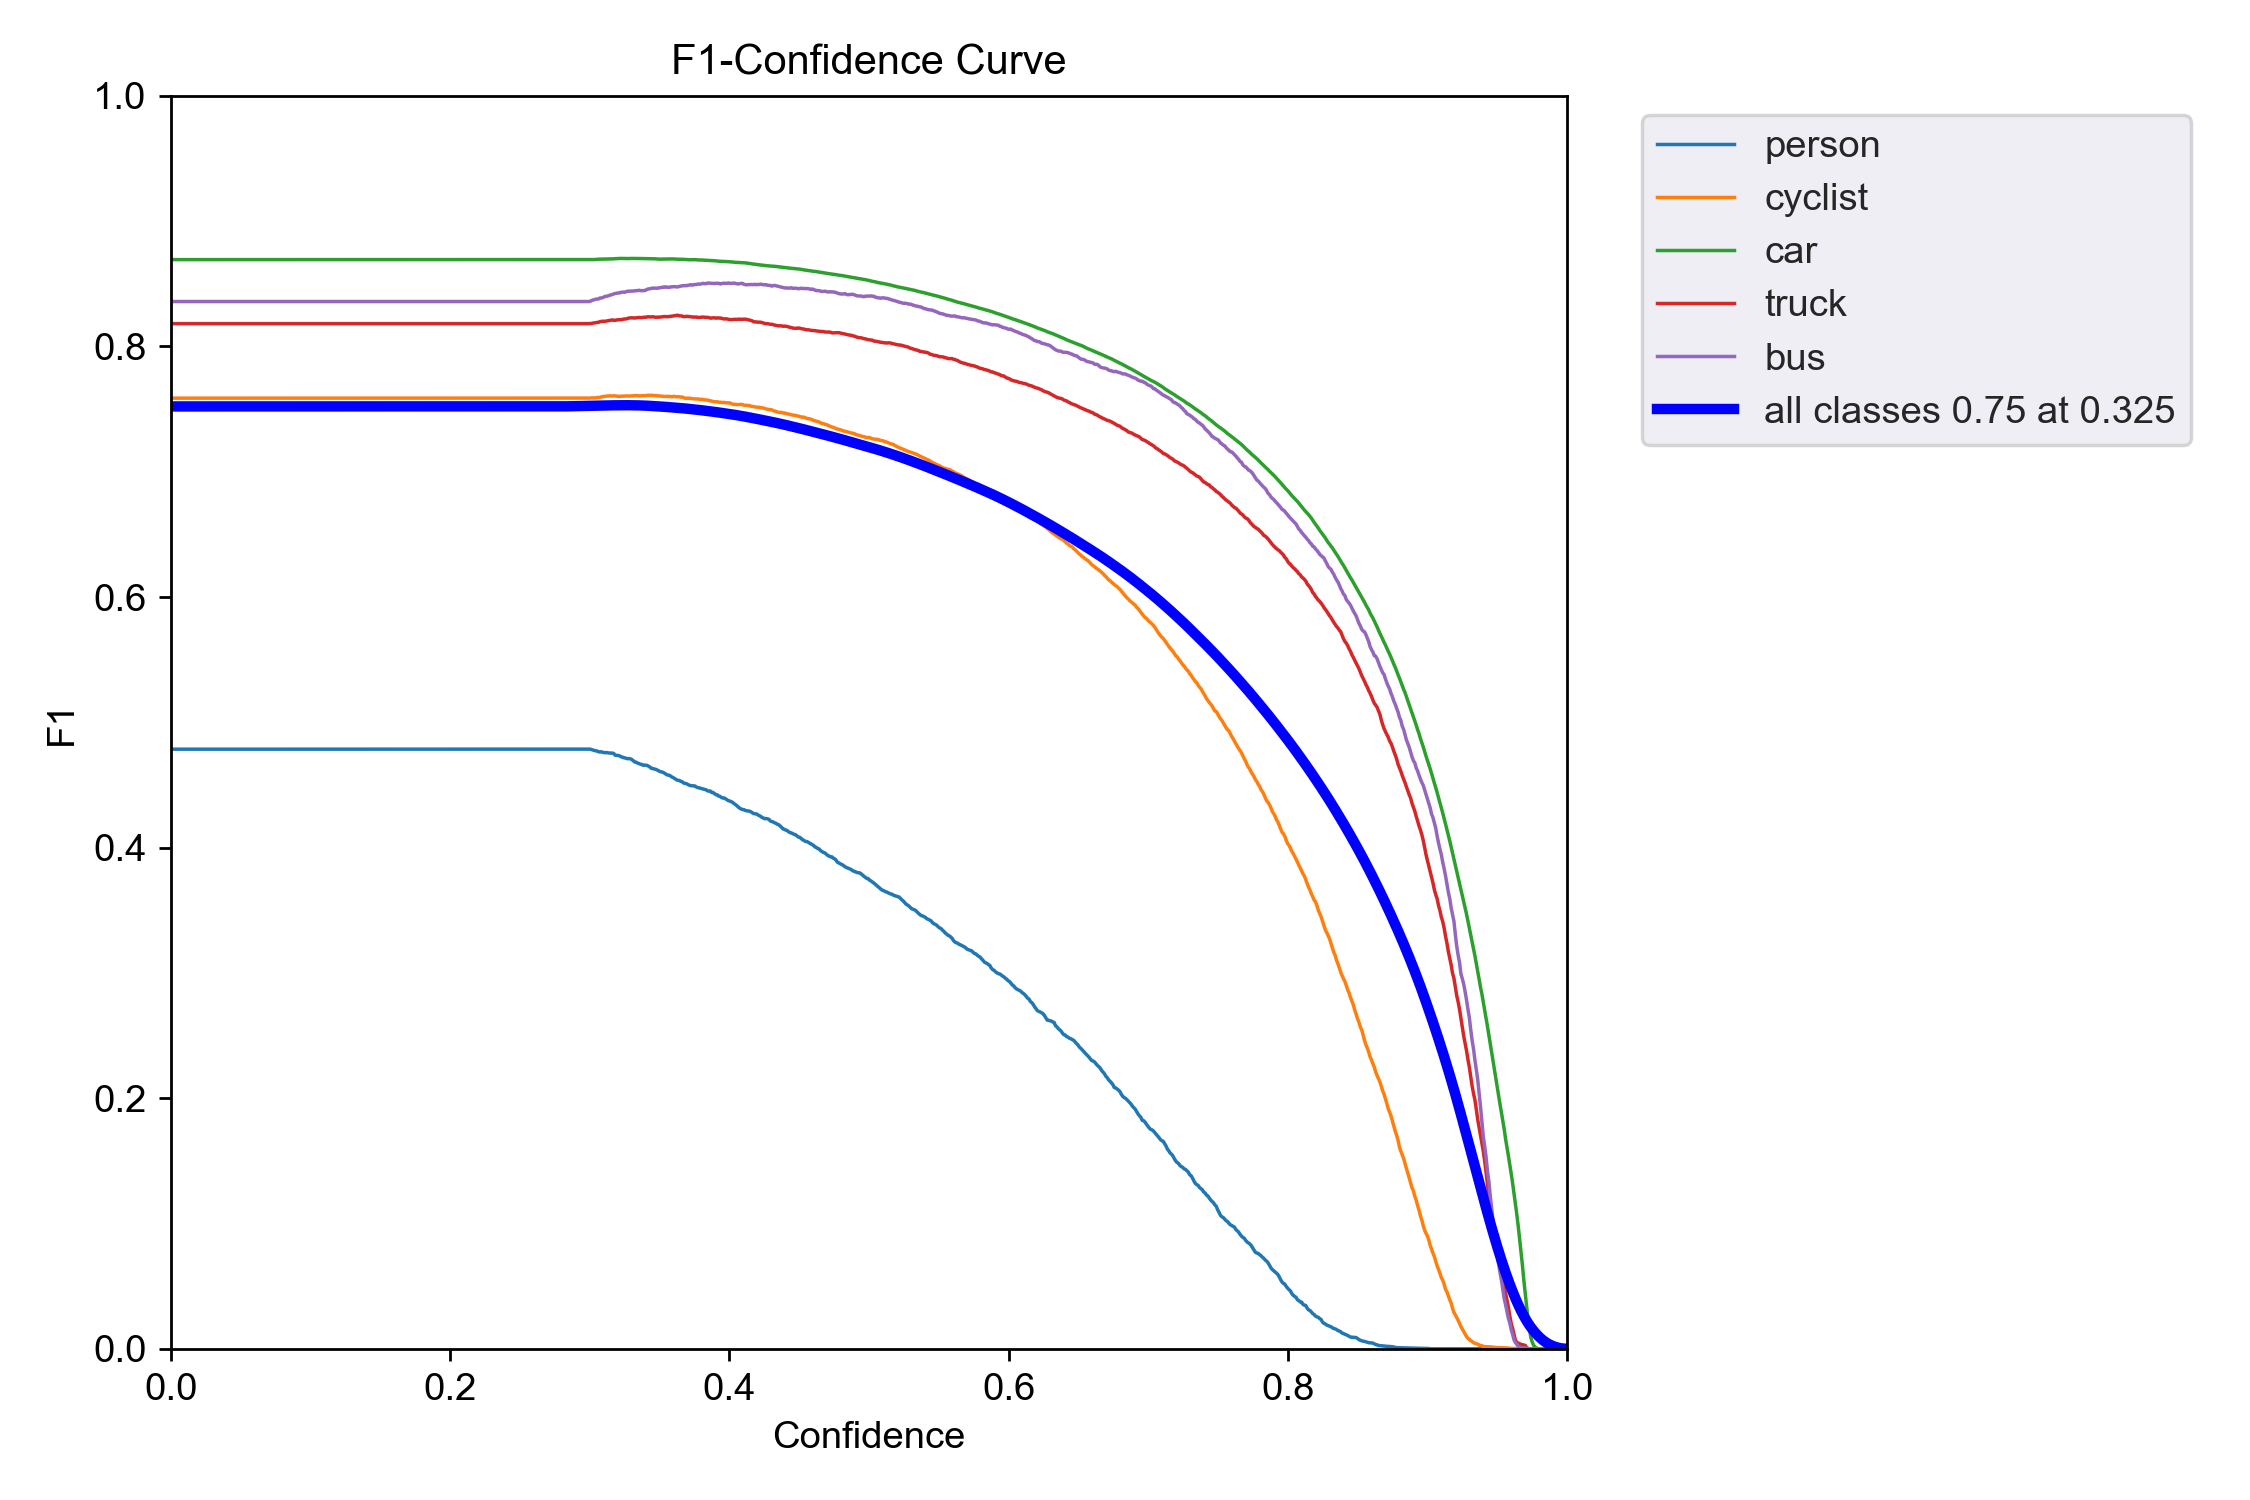 F1-Confidence Curve
1.0
0.8
0.6
0.4
0.2
0.0
F1
0.0 0.2 0.4 0.6 0.8 1.0
Confidence
person
cyclist
car
truck
bus
all classes 0.75 at 0.325